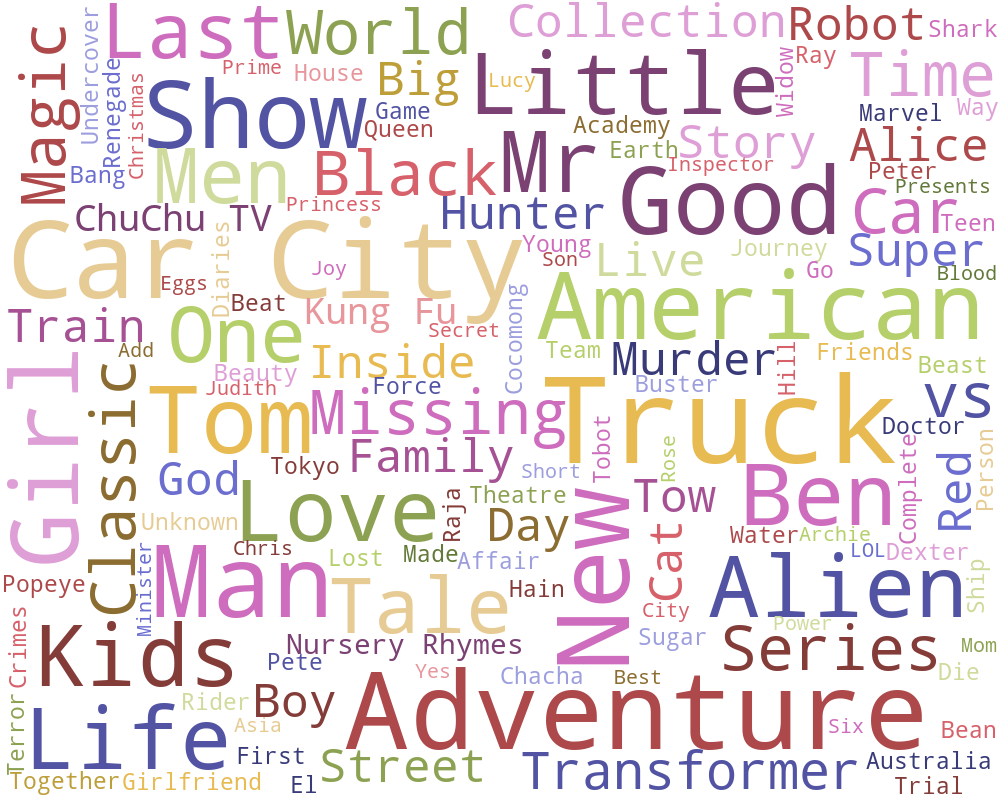 Last
World
Collection
Robot
Shark
Magic
Undercover
Renegade
Christmas
Prime
House
Big
Lucy
Little
Widow
Ray
Time
Show
Game
Queen
Academy
Marvel
Way
Men
Black
Mr
Earth
Story
Inspector
Alice
Peter
Bang
Princess
Good
Presents
ChuChu TV
Hunter
Car
Teen
Car City
Diaries
Young
Son
Live
Journey
Super
Joy
Go
Blood
Eggs
Beat
Kung Fu
Cocomong
American
Train
One
Secret
Add
Inside
Team
Murder
Hill
Friends
Beauty
Beast
Girl
Classic
Judith
Force
Buster
vs
Tom
Missing
Truck
Doctor
Tobot
Rose
Complete
Person
Family
God
Tokyo
Short
Red
Love
Raja
Theatre
New
Tow
Ben
Day
Unknown
Cat
Water
Archie
Chris
Lost
Made
Affair
LOL
Dexter
Popeye
Minister
Man
Tale
Hain
City
Alien
Ship
Crimes
Kids
Nursery Rhymes
Sugar
Power
Series
Mom
Pete
Yes
Chacha
Best
Die
Terror
Life
Rider
Boy
Adventure
Asia
Six
Bean
First
Street
Transformer
Australia
Together
Girlfriend
El
Trial